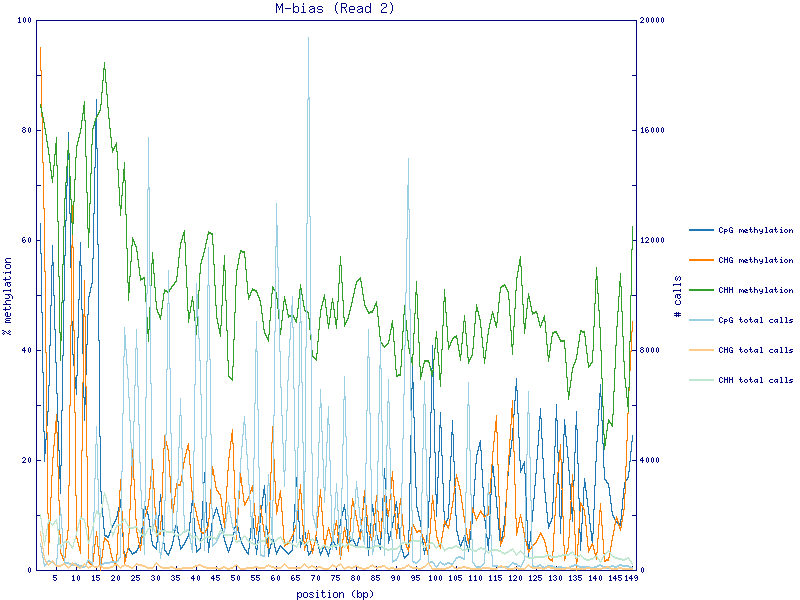 M-bias (Read 2)
100
80
60
40
20
0
% methylation
20000
16000
12000
8000
4000
0
# calls
5 10 15 20 25 30 35 40 45 50 55 60 65 70 75 80 85 90 95 100 105 110 115 120 125 130 135 140 145 149
position (bp)
CpG methylation
CHG methylation
CHH methylation
CpG total calls
CHG total calls
CHH total calls